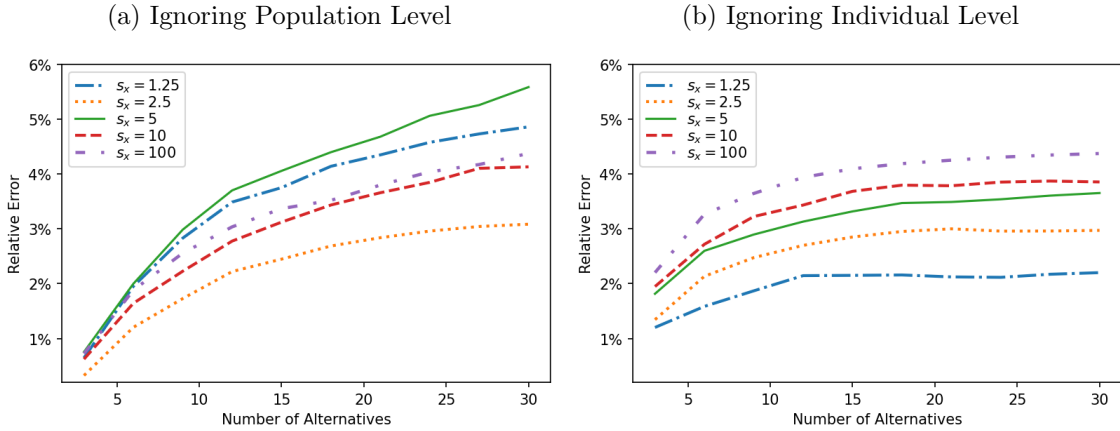 (a) Ignoring Population Level
6%
5%
4%
3%
2%
1%
Relative Error
s_x = 1.25
s_x = 2.5
s_x = 5
s_x = 10
s_x = 100
5 10 15 20 25 30
Number of Alternatives
(b) Ignoring Individual Level
6%
5%
4%
3%
2%
1%
Relative Error
s_x = 1.25
s_x = 2.5
s_x = 5
s_x = 10
s_x = 100
5 10 15 20 25 30
Number of Alternatives